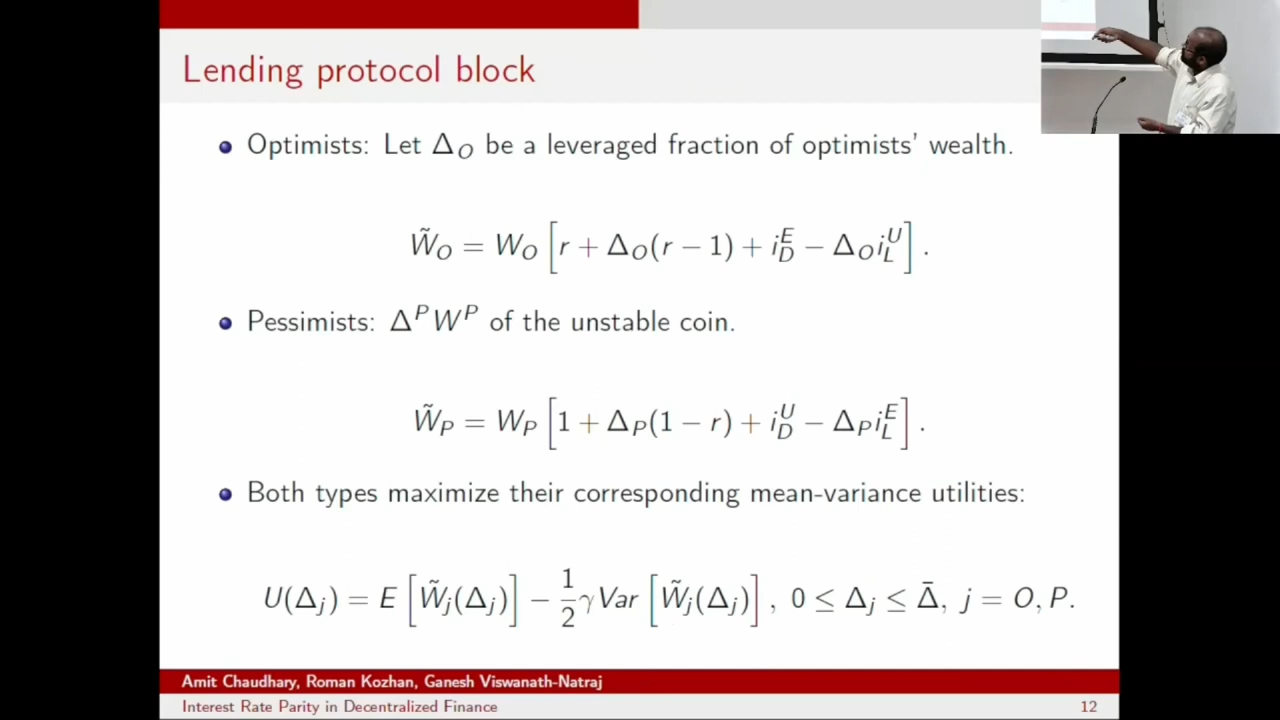 Lending protocol block
Optimists: Let Δ_O be a leveraged fraction of optimists' wealth.
W̃_O = W_O [r + Δ_O(r − 1) + i_D^E − Δ_O i_L^U] .
Pessimists: Δ^P W^P of the unstable coin.
W̃_P = W_P [1 + Δ_P(1 − r) + i_D^U − Δ_P i_L^E] .
Both types maximize their corresponding mean-variance utilities:
U(Δ_j) = E [W̃_j(Δ_j)] − 1/2 γVar [W̃_j(Δ_j)] , 0 ≤ Δ_j ≤ Δ̄, j = O, P.
Amit Chaudhary, Roman Kozhan, Ganesh Viswanath-Natraj
Interest Rate Parity in Decentralized Finance 12